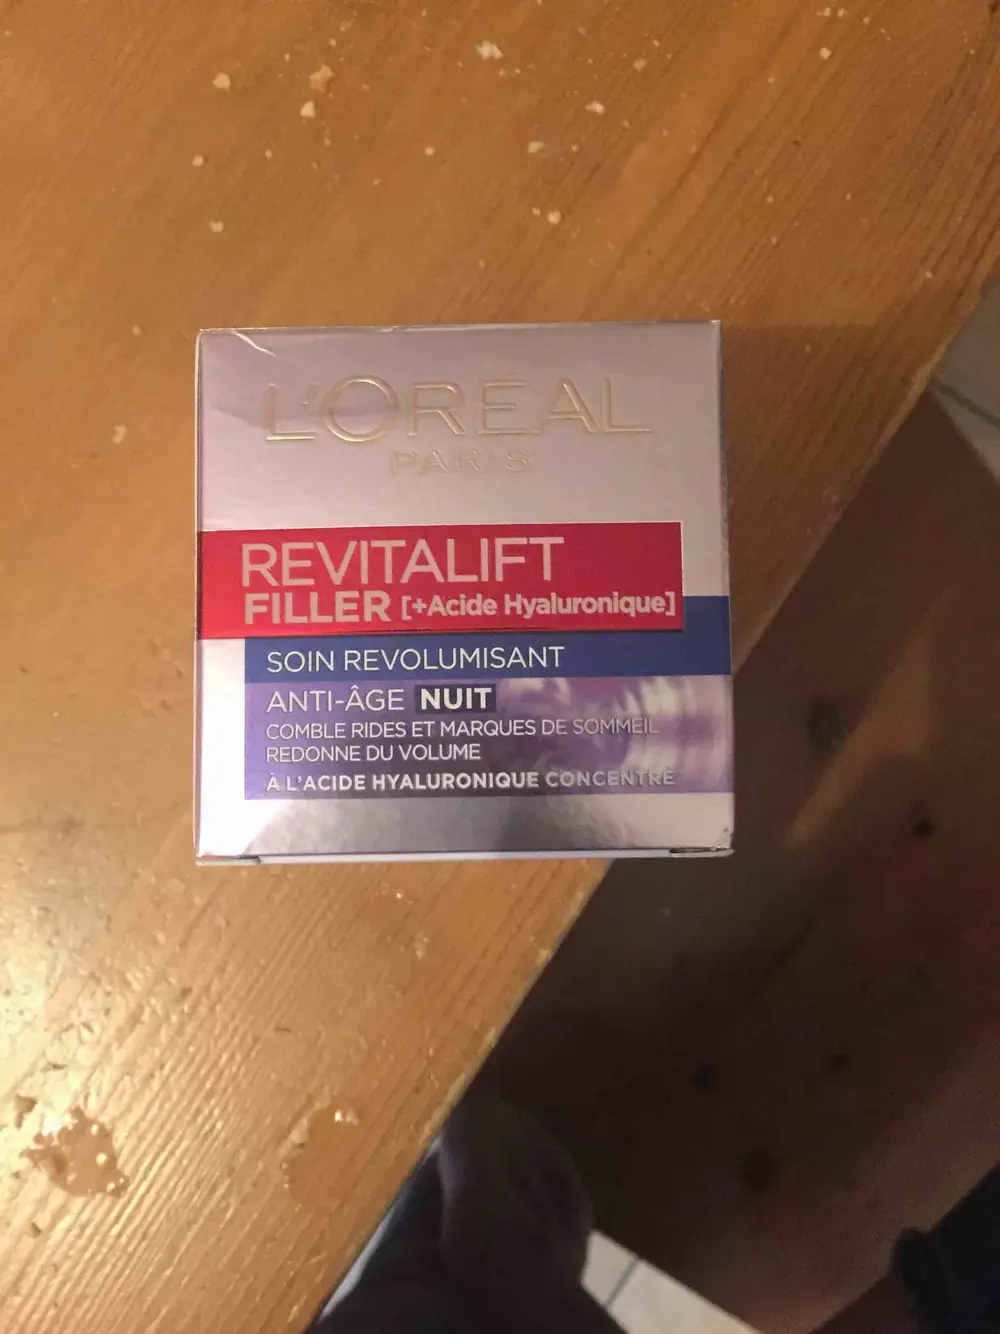 L'ORÉAL
PARIS
REVITALIFT
FILLER [+Acide Hyaluronique]
SOIN REVOLUMISANT
ANTI-ÂGE NUIT
COMBLE RIDES ET MARQUES DE SOMMEIL
REDONNE DU VOLUME
À L'ACIDE HYALURONIQUE CONCENTRÉ